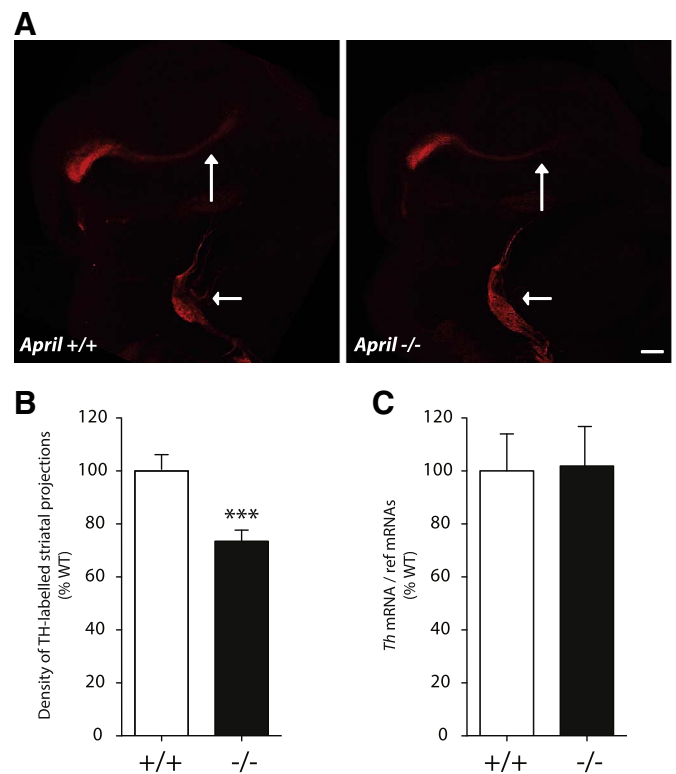 A
April +/+
April -/-
B
Density of TH-labelled striatal projections
(% WT)
120
100
80
60
40
20
0
***
+/+
-/-
C
Th mRNA / ref mRNAs
(% WT)
120
100
80
60
40
20
0
+/+
-/-